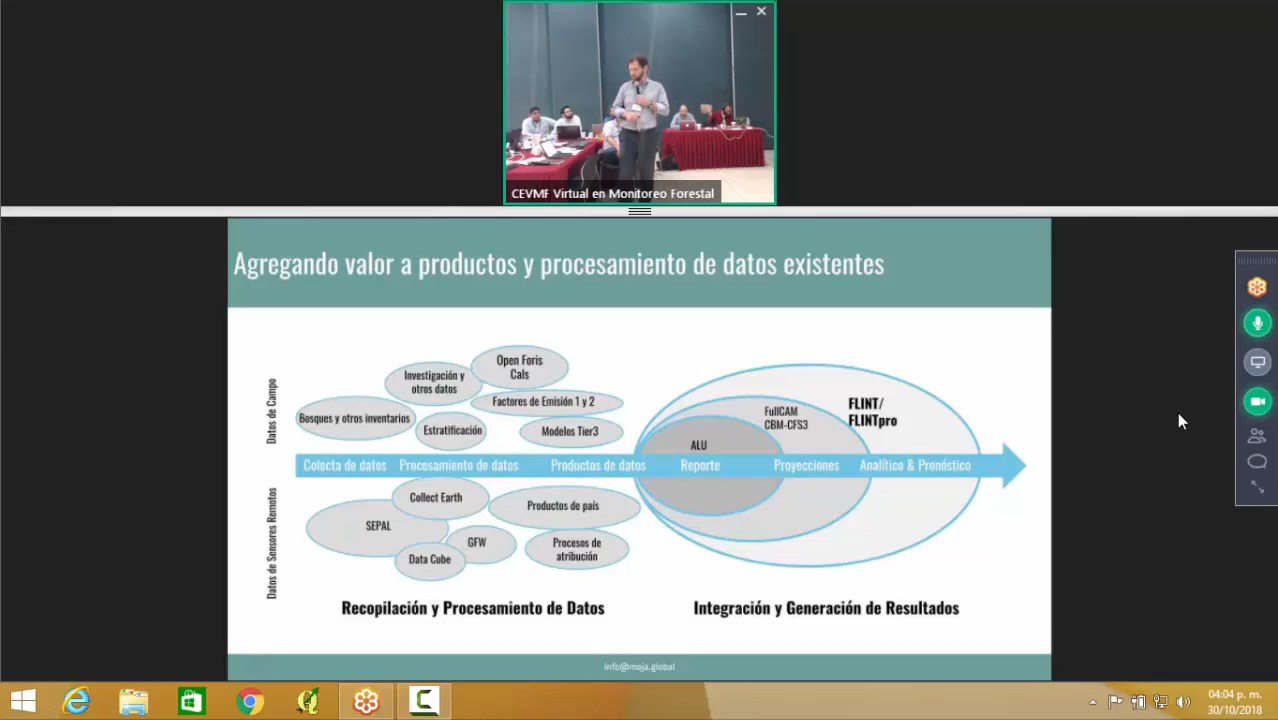 CEVMF Virtual en Monitoreo Forestal
Agregando valor a productos y procesamiento de datos existentes
Datos de Campo
Open Foris
Cals
Investigación y
otros datos
Factores de Emisión 1 y 2
Bosques y otros inventarios
Estratificación
Modelos Tier3
FullCAM
CBM-CFS3
FLINT/
FLINTpro
ALU
Colecta de datos
Procesamiento de datos
Productos de datos
Reporte
Proyecciones
Analítico & Pronóstico
Datos de Sensores Remotos
Collect Earth
Productos de país
SEPAL
GFW
Data Cube
Procesos de
atribución
Recopilación y Procesamiento de Datos
Integración y Generación de Resultados
info@moja.global
04:04 p. m.
30/10/2018